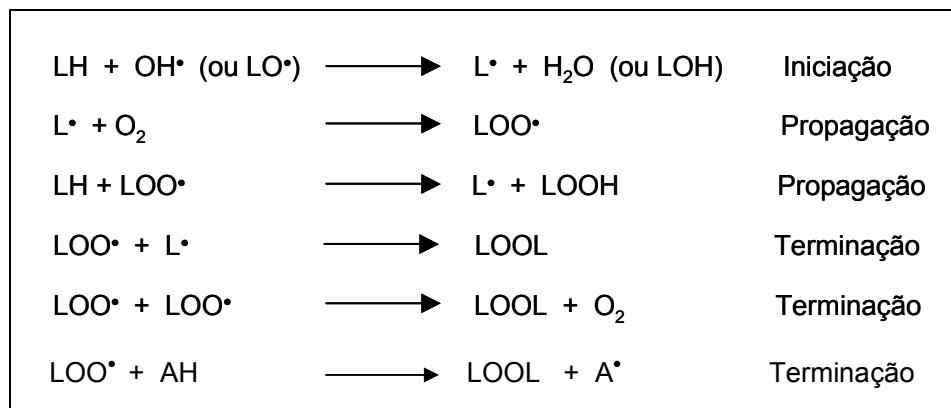 LH + OH• (ou LO•) ⟶ L• + H₂O (ou LOH) Iniciação
L• + O₂ ⟶ LOO• Propagação
LH + LOO• ⟶ L• + LOOH Propagação
LOO• + L• ⟶ LOOL Terminação
LOO• + LOO• ⟶ LOOL + O₂ Terminação
LOO• + AH ⟶ LOOL + A• Terminação